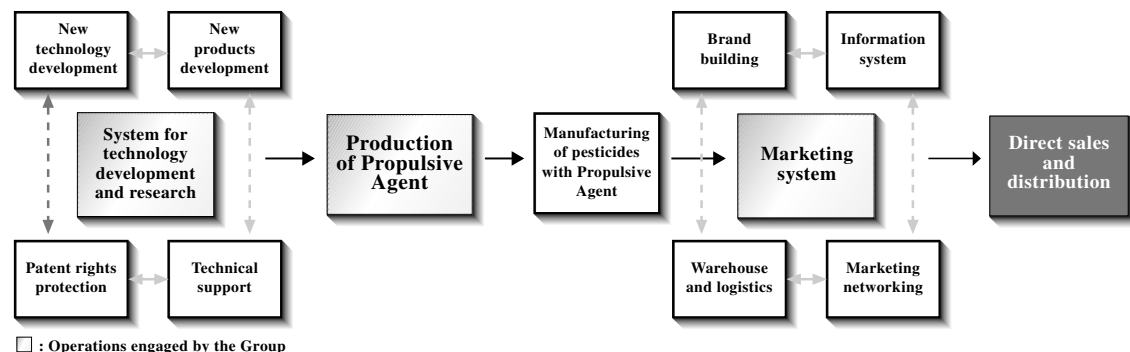 New
technology
development
New
products
development
System for
technology
development
and research
Patent rights
protection
Technical
support
Production
of Propulsive
Agent
Manufacturing
of pesticides
with Propulsive
Agent
Brand
building
Information
system
Marketing
system
Warehouse
and logistics
Marketing
networking
Direct sales
and
distribution
: Operations engaged by the Group